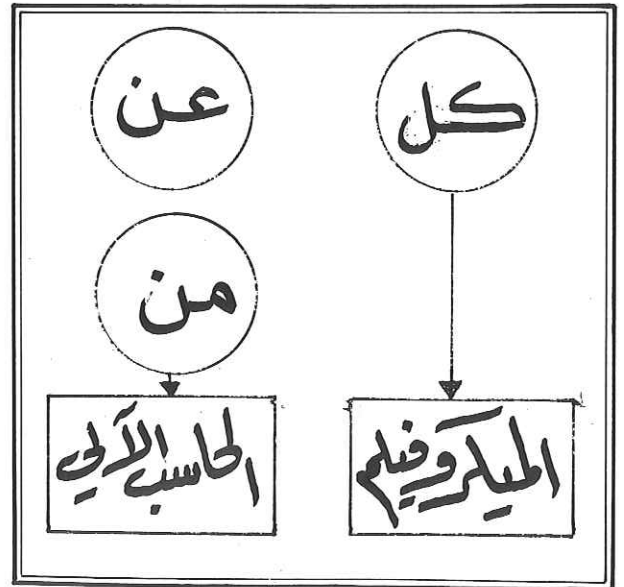 كل
عن
من
الميكروفيلم
الحاسب الآلي